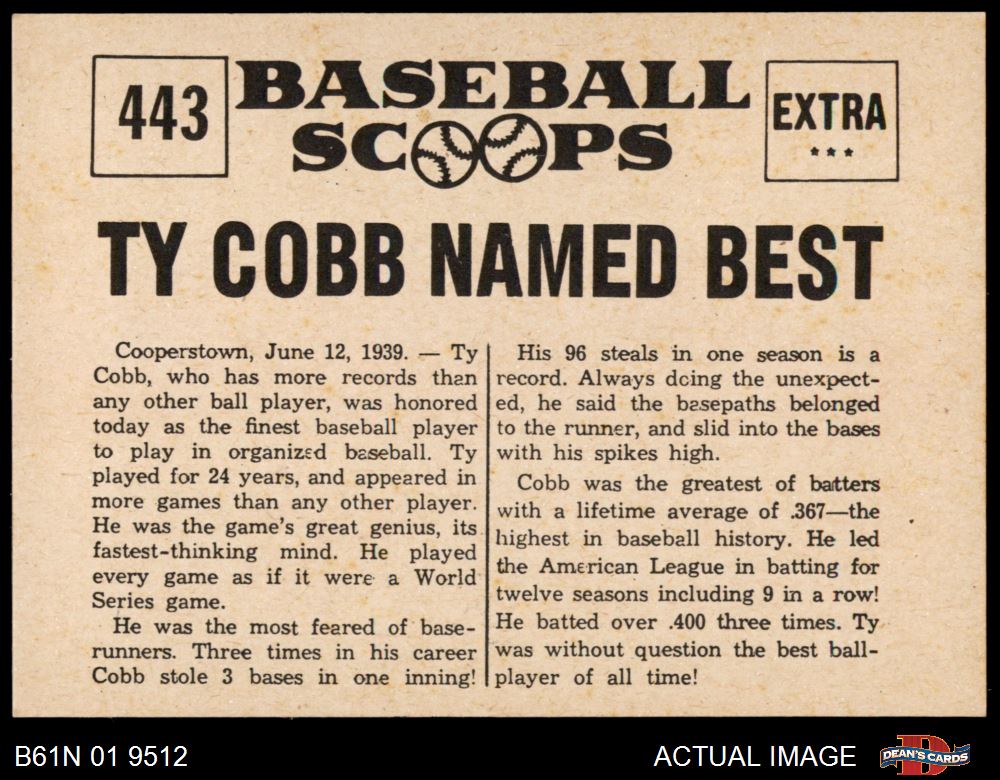 443
BASEBALL
SCOOPS
EXTRA
★★★
TY COBB NAMED BEST
Cooperstown, June 12, 1939. — Ty
Cobb, who has more records than
any other ball player, was honored
today as the finest baseball player
to play in organized baseball. Ty
played for 24 years, and appeared in
more games than any other player.
He was the game's great genius, its
fastest-thinking mind. He played
every game as if it were a World
Series game.
He was the most feared of base-
runners. Three times in his career
Cobb stole 3 bases in one inning!
His 96 steals in one season is a
record. Always doing the unexpect-
ed, he said the basepaths belonged
to the runner, and slid into the bases
with his spikes high.
Cobb was the greatest of batters
with a lifetime average of .367—the
highest in baseball history. He led
the American League in batting for
twelve seasons including 9 in a row!
He batted over .400 three times. Ty
was without question the best ball-
player of all time!
B61N 01 9512
ACTUAL IMAGE
DEAN'S CARDS